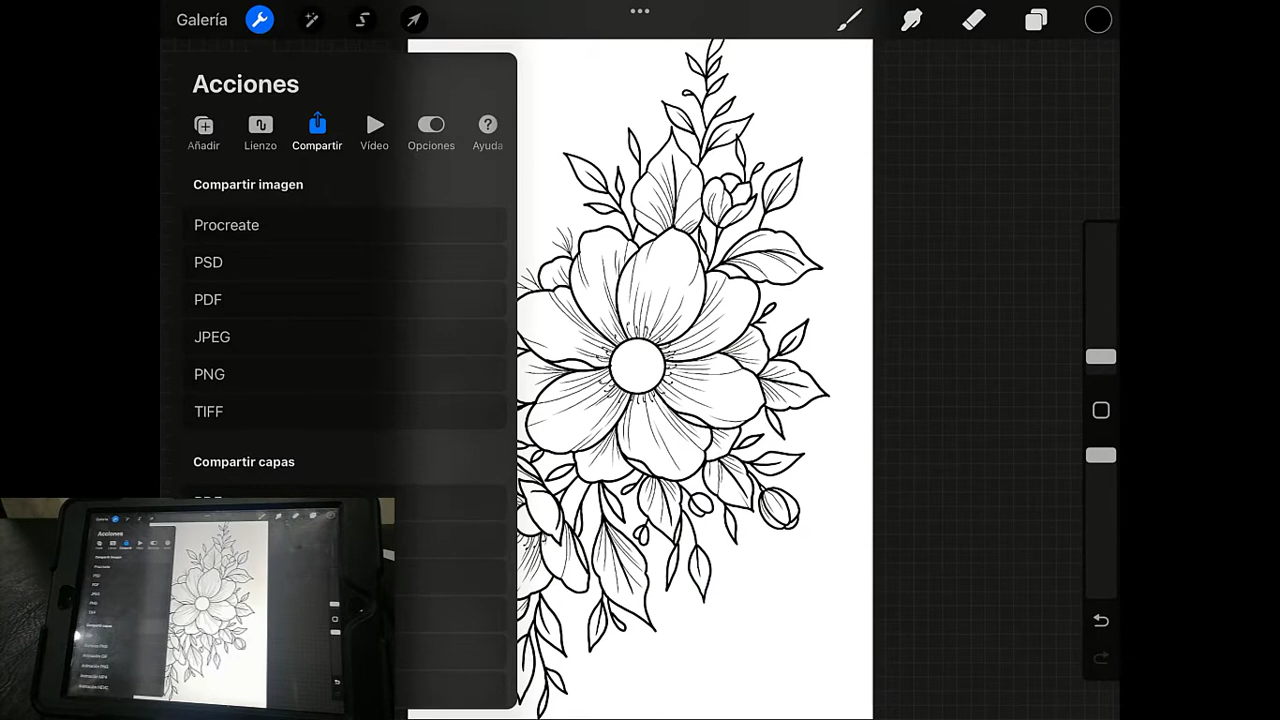 Galería
Acciones
Añadir Lienzo Compartir Vídeo Opciones Ayuda
Compartir imagen
Procreate
PSD
PDF
JPEG
PNG
TIFF
Compartir capas